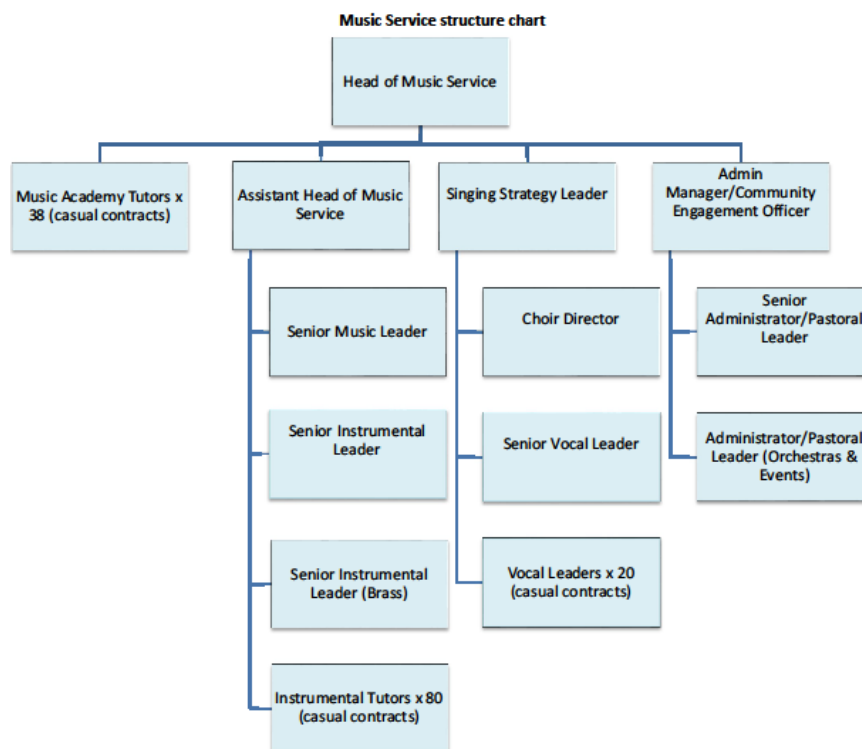 Music Service structure chart
Head of Music Service
Music Academy Tutors x
38 (casual contracts)
Assistant Head of Music
Service
Singing Strategy Leader
Admin
Manager/Community
Engagement Officer
Senior Music Leader
Choir Director
Senior
Administrator/Pastoral
Leader
Senior Instrumental
Leader
Senior Vocal Leader
Administrator/Pastoral
Leader (Orchestras &
Events)
Senior Instrumental
Leader (Brass)
Vocal Leaders x 20
(casual contracts)
Instrumental Tutors x 80
(casual contracts)